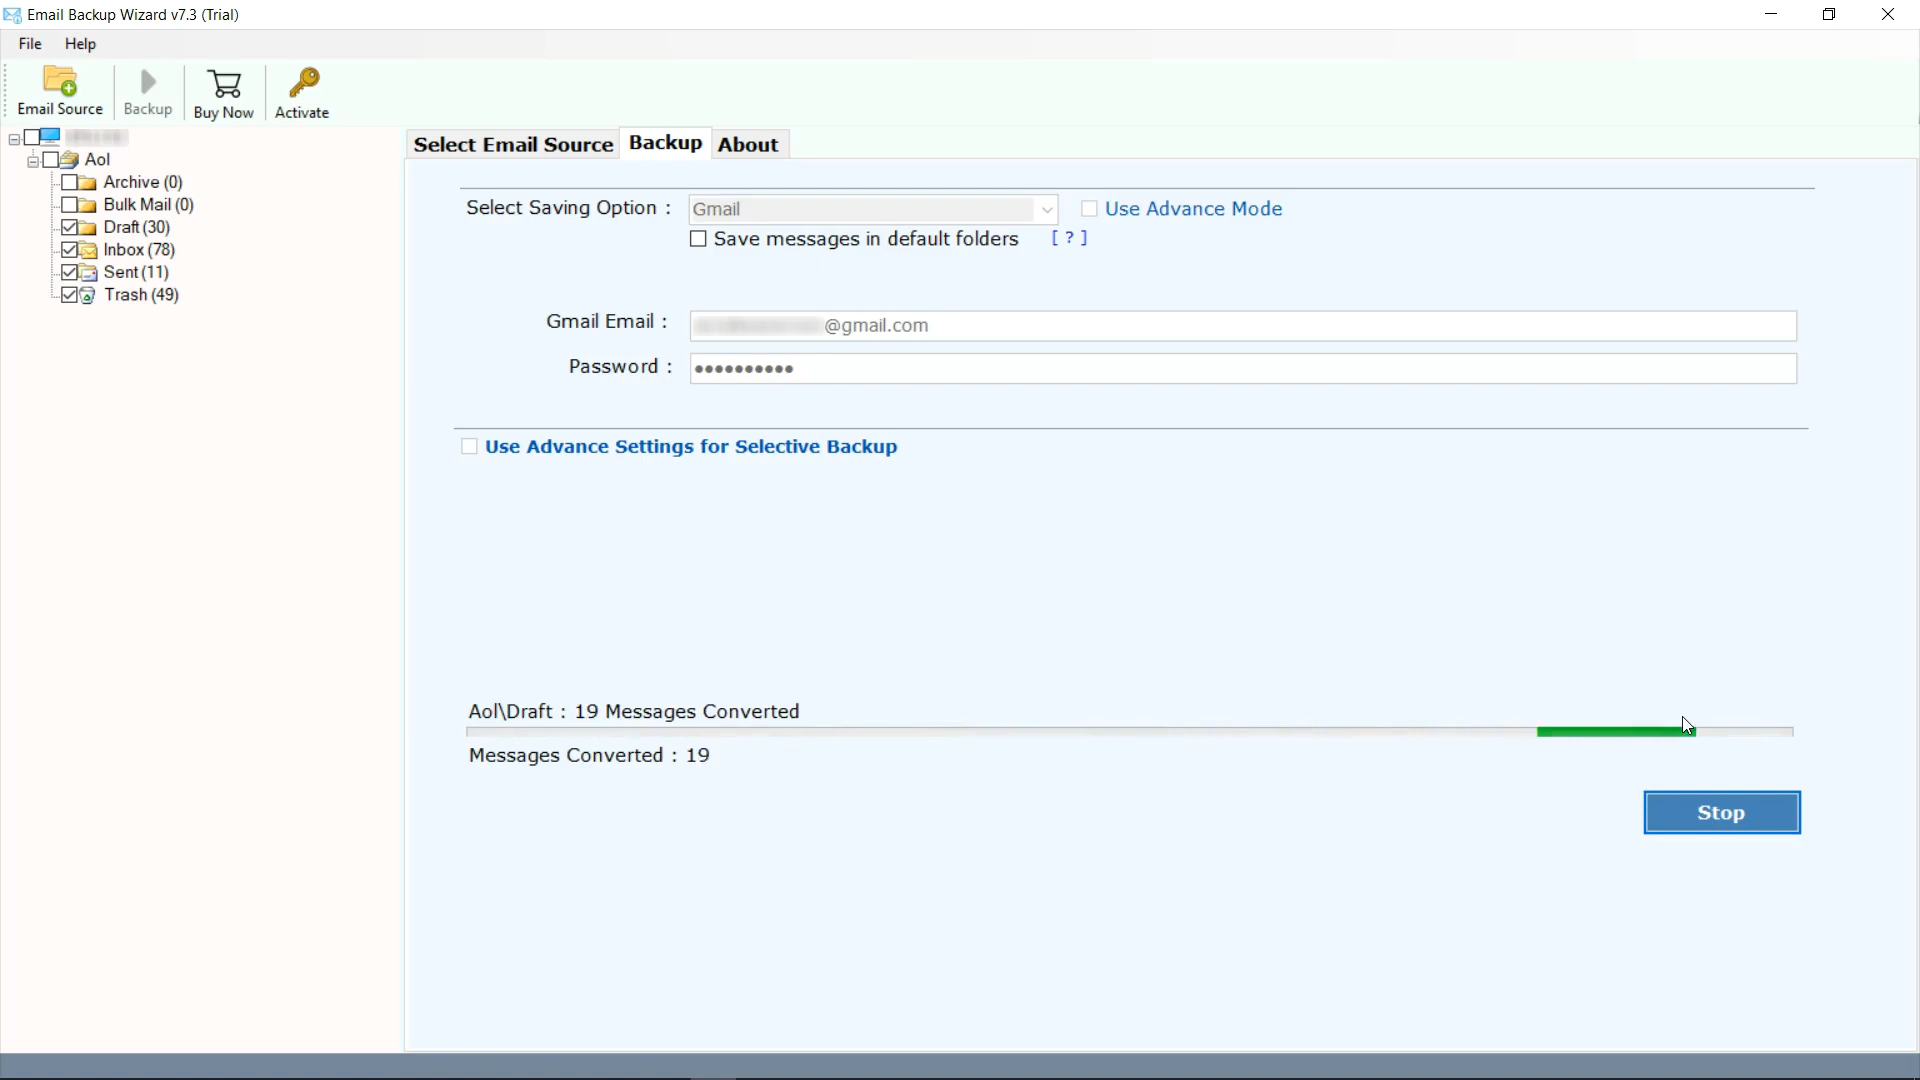 Email Backup Wizard v7.3 (Trial)
File Help
Email Source Backup Buy Now Activate
Aol
Archive (0)
Bulk Mail (0)
Draft (30)
Inbox (78)
Sent (11)
Trash (49)
Select Email Source Backup About
Select Saving Option : Gmail Use Advance Mode
Save messages in default folders [ ? ]
Gmail Email : @gmail.com
Password : ●●●●●●●●●●
Use Advance Settings for Selective Backup
Aol\Draft : 19 Messages Converted
Messages Converted : 19
Stop